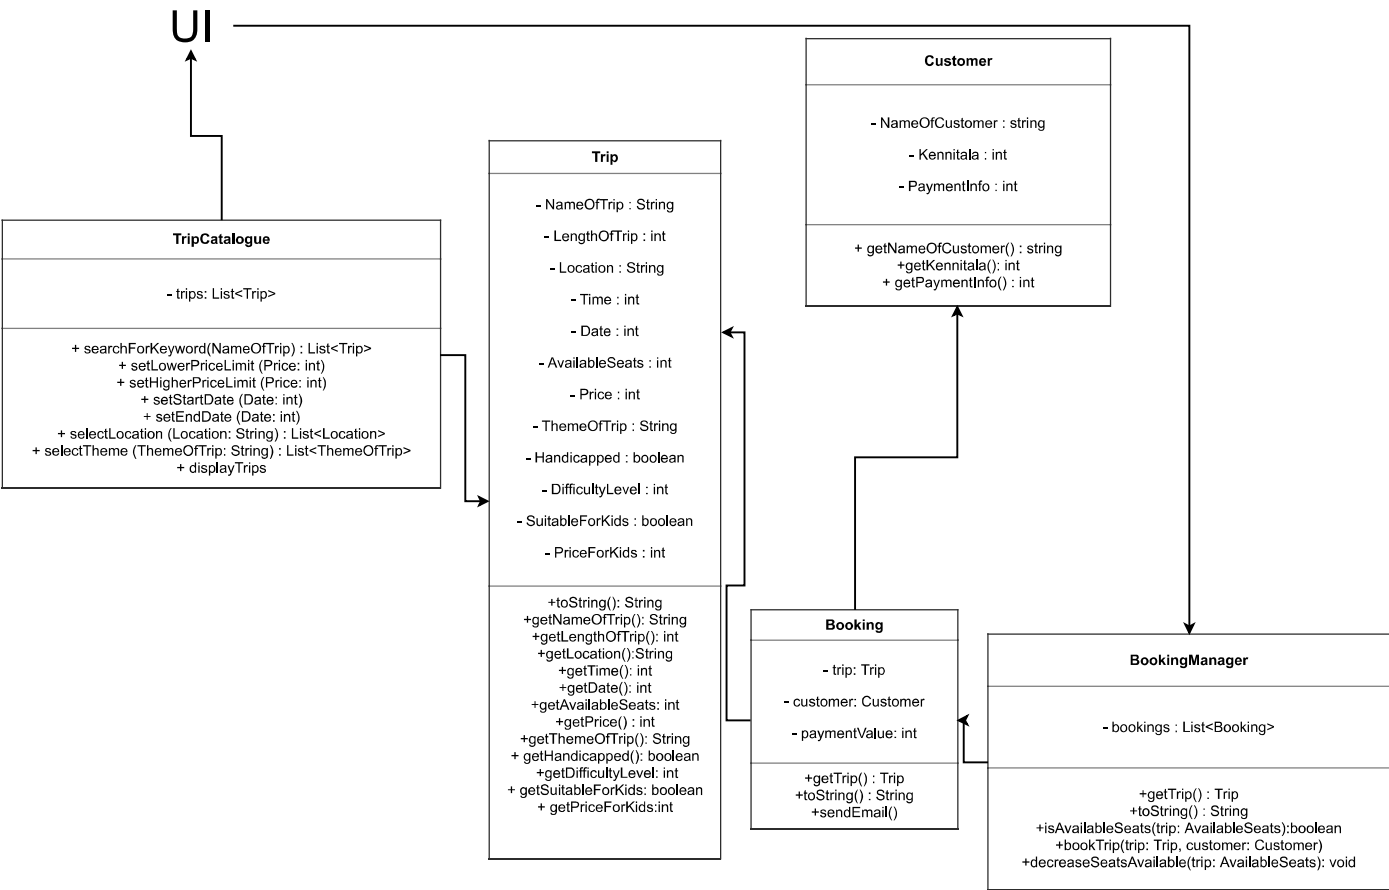 UI
TripCatalogue
- trips: List<Trip>
+ searchForKeyword(NameOfTrip) : List<Trip>
+ setLowerPriceLimit (Price: int)
+ setHigherPriceLimit (Price: int)
+ setStartDate (Date: int)
+ setEndDate (Date: int)
+ selectLocation (Location: String) : List<Location>
+ selectTheme (ThemeOfTrip: String) : List<ThemeOfTrip>
+ displayTrips
Trip
- NameOfTrip : String
- LengthOfTrip : int
- Location : String
- Time : int
- Date : int
- AvailableSeats : int
- Price : int
- ThemeOfTrip : String
- Handicapped : boolean
- DifficultyLevel : int
- SuitableForKids : boolean
- PriceForKids : int
+toString(): String
+getNameOfTrip(): String
+getLengthOfTrip(): int
+getLocation():String
+getTime(): int
+getDate(): int
+getAvailableSeats: int
+getPrice() : int
+getThemeOfTrip(): String
+ getHandicapped(): boolean
+getDifficultyLevel: int
+ getSuitableForKids: boolean
+ getPriceForKids:int
Customer
- NameOfCustomer : string
- Kennitala : int
- PaymentInfo : int
+ getNameOfCustomer() : string
+getKennitala(): int
+ getPaymentInfo() : int
Booking
- trip: Trip
- customer: Customer
- paymentValue: int
+getTrip() : Trip
+toString() : String
+sendEmail()
BookingManager
- bookings : List<Booking>
+getTrip() : Trip
+toString() : String
+isAvailableSeats(trip: AvailableSeats):boolean
+bookTrip(trip: Trip, customer: Customer)
+decreaseSeatsAvailable(trip: AvailableSeats): void